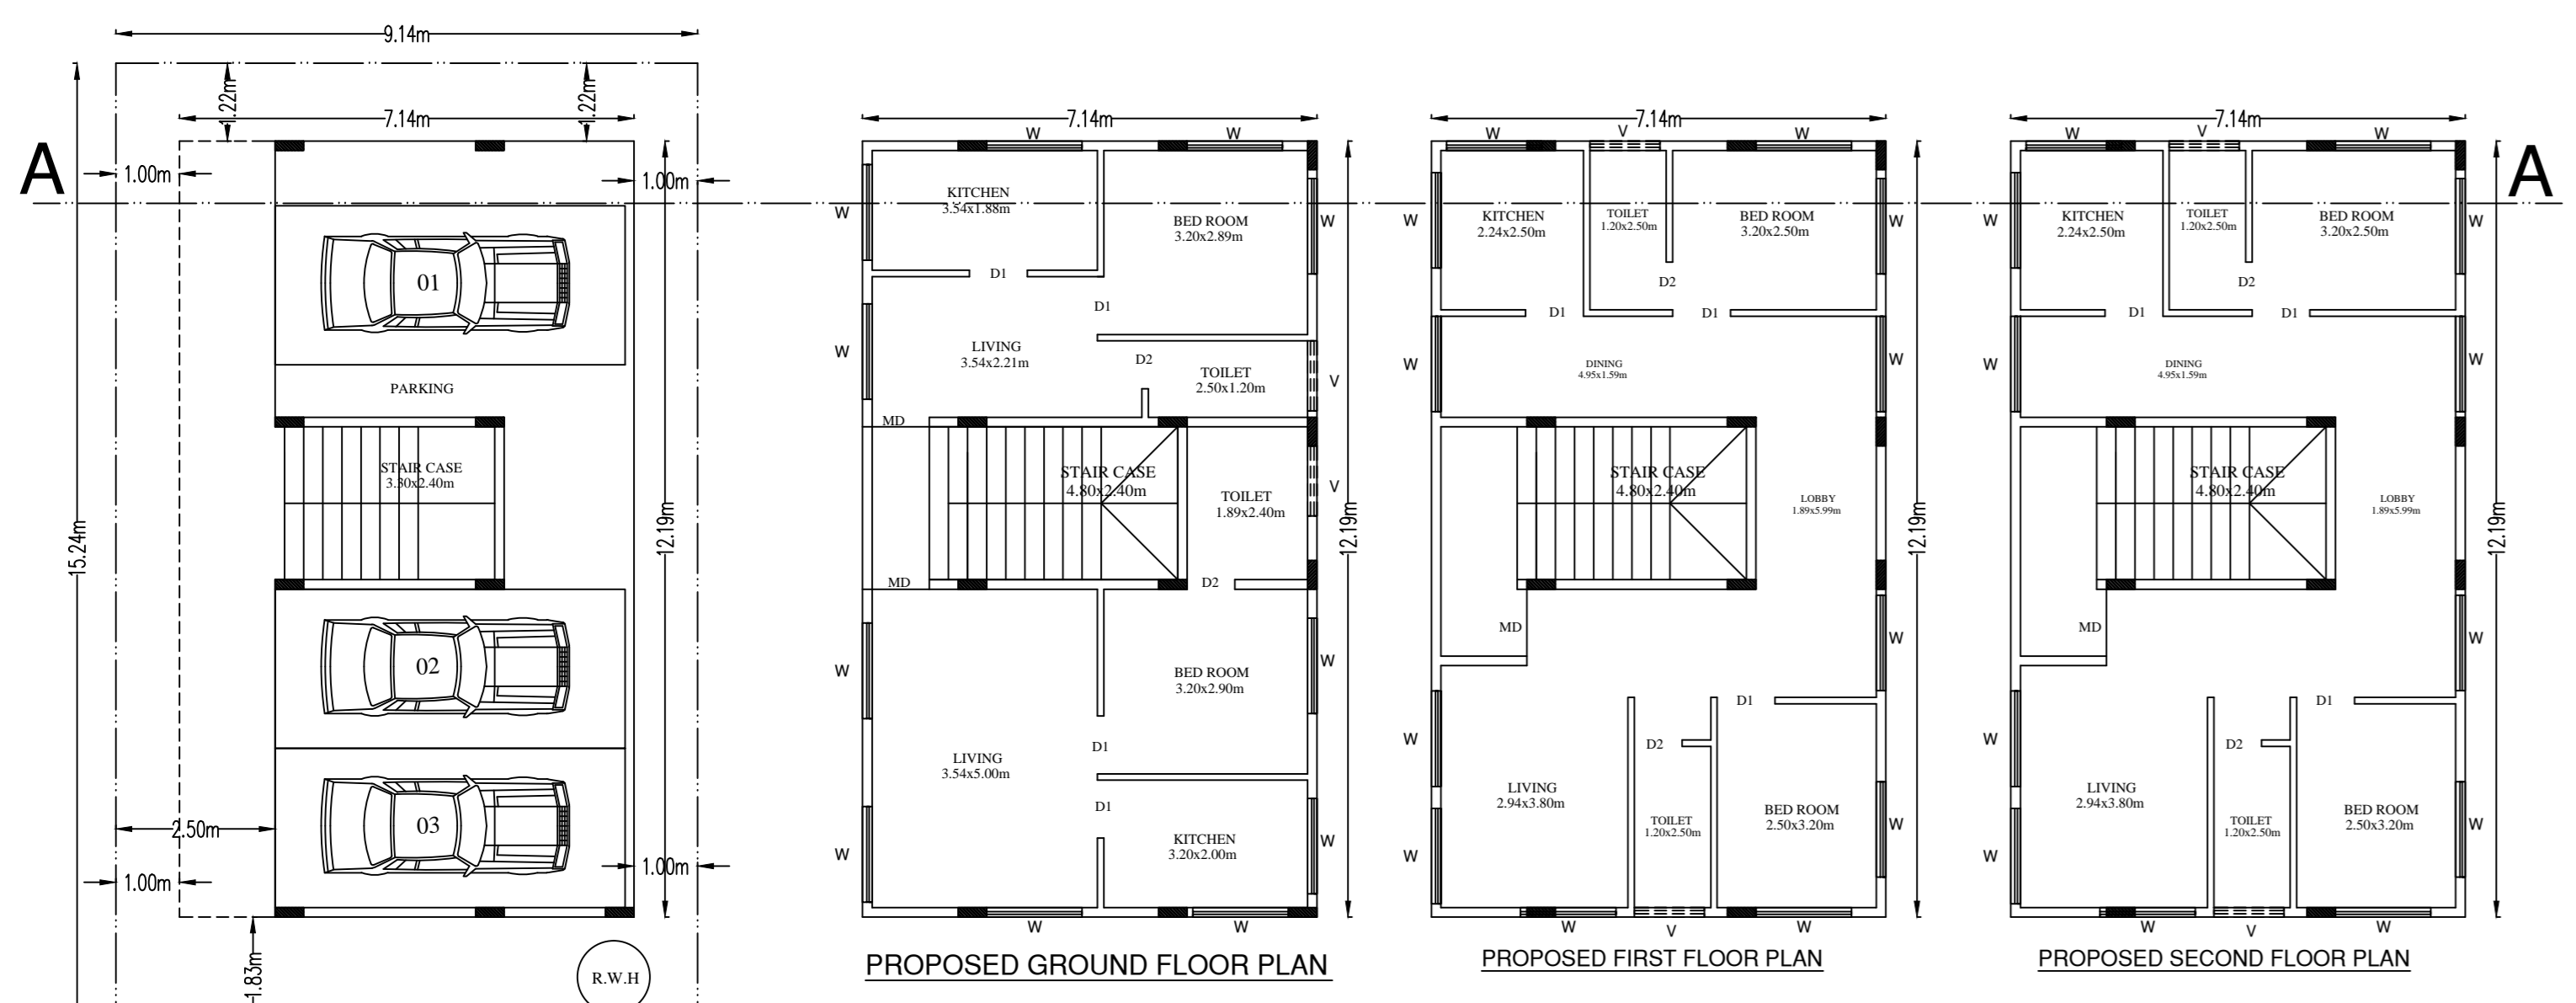 9.14m
1.22m
1.22m
7.14m
A
1.00m
1.00m
15.24m
01
PARKING
STAIR CASE
3.30x2.40m
12.19m
02
03
2.50m
1.00m
1.00m
1.83m
R.W.H
7.14m
W
W
KITCHEN
3.54x1.88m
BED ROOM
3.20x2.89m
W
W
D1
D1
LIVING
3.54x2.21m
W
D2
TOILET
2.50x1.20m
V
MD
STAIR CASE
4.80x2.40m
TOILET
1.89x2.40m
V
12.19m
MD
D2
W
BED ROOM
3.20x2.90m
W
D1
LIVING
3.54x5.00m
D1
KITCHEN
3.20x2.00m
W
W
W
W
PROPOSED GROUND FLOOR PLAN
7.14m
W
V
W
KITCHEN
2.24x2.50m
TOILET
1.20x2.50m
BED ROOM
3.20x2.50m
W
W
D2
D1
D1
W
DINING
4.95x1.59m
W
STAIR CASE
4.80x2.40m
LOBBY
1.89x5.99m
12.19m
MD
W
D1
W
D2
LIVING
2.94x3.80m
TOILET
1.20x2.50m
BED ROOM
2.50x3.20m
W
W
W
V
W
PROPOSED FIRST FLOOR PLAN
7.14m
W
V
W
A
KITCHEN
2.24x2.50m
TOILET
1.20x2.50m
BED ROOM
3.20x2.50m
W
W
D2
D1
D1
W
DINING
4.95x1.59m
W
STAIR CASE
4.80x2.40m
LOBBY
1.89x5.99m
12.19m
MD
W
D1
W
D2
LIVING
2.94x3.80m
TOILET
1.20x2.50m
BED ROOM
2.50x3.20m
W
W
W
V
W
PROPOSED SECOND FLOOR PLAN